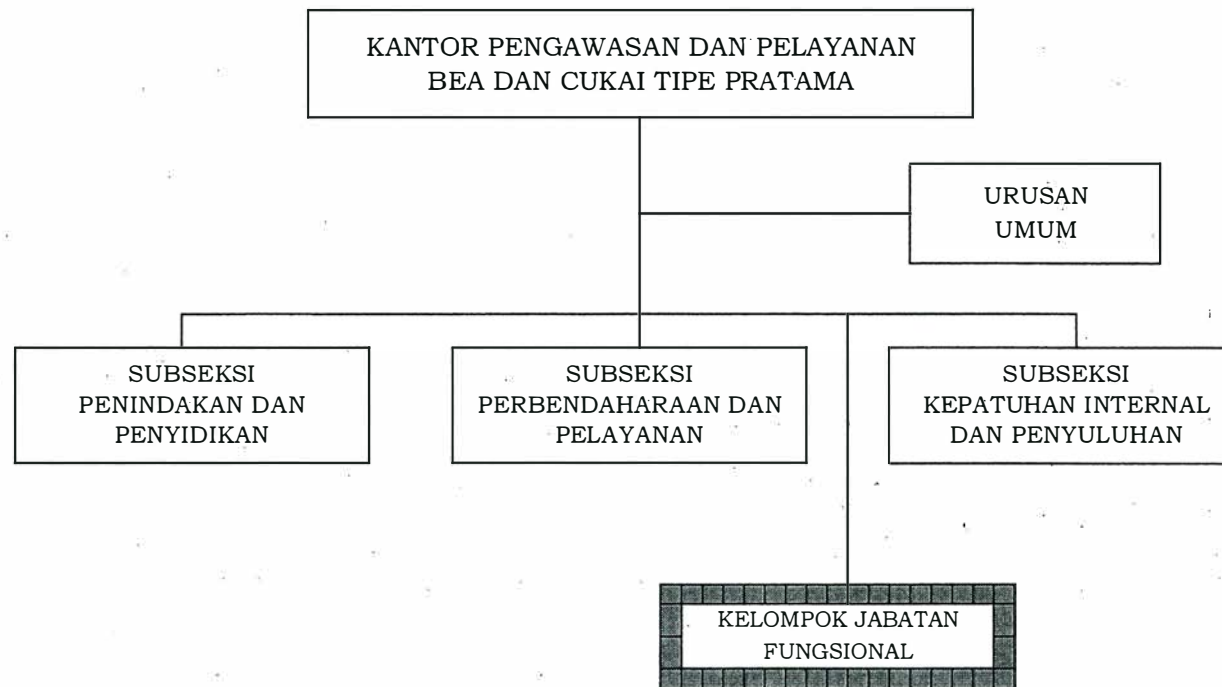 KANTOR PENGAWASAN DAN PELAYANAN
BEA DAN CUKAI TIPE PRATAMA
URUSAN
UMUM
SUBSEKSI
PENINDAKAN DAN
PENYIDIKAN
SUBSEKSI
PERBENDAHARAAN DAN
PELAYANAN
SUBSEKSI
KEPATUHAN INTERNAL
DAN PENYULUHAN
KELOMPOK JABATAN
FUNGSIONAL